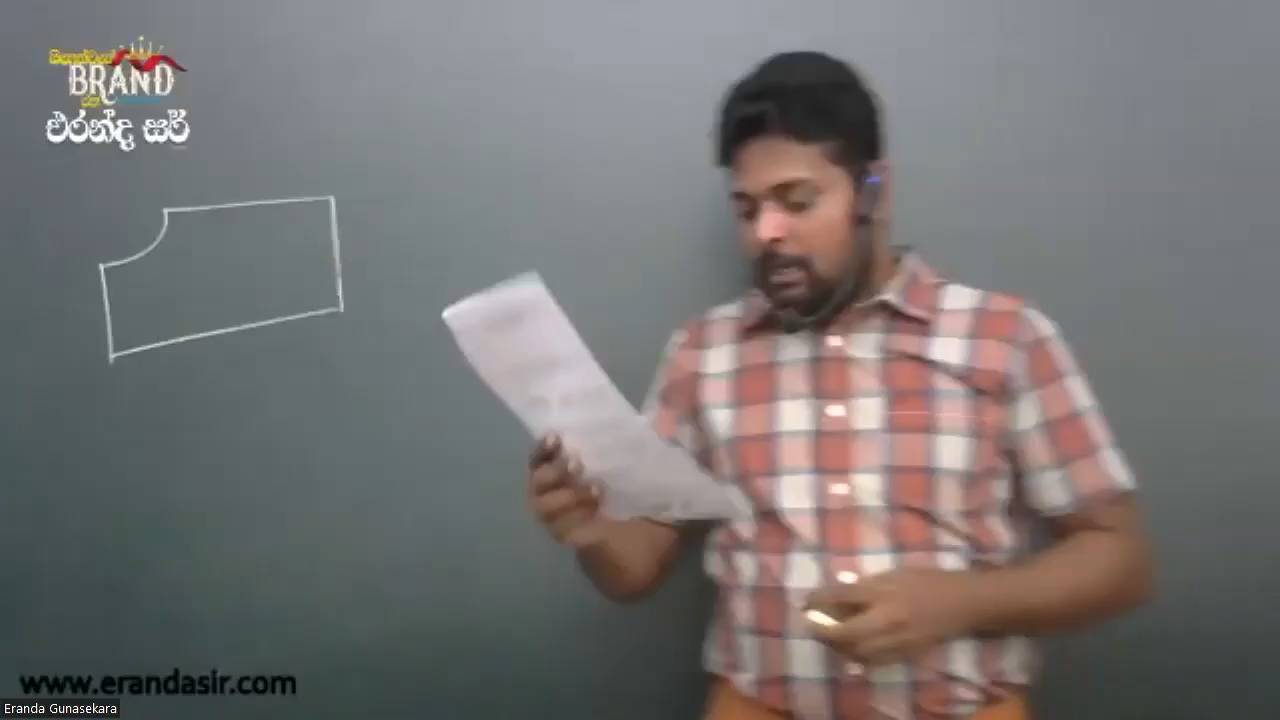 BRAND
එරන්ද සර්
www.erandasir.com
Eranda Gunasekara